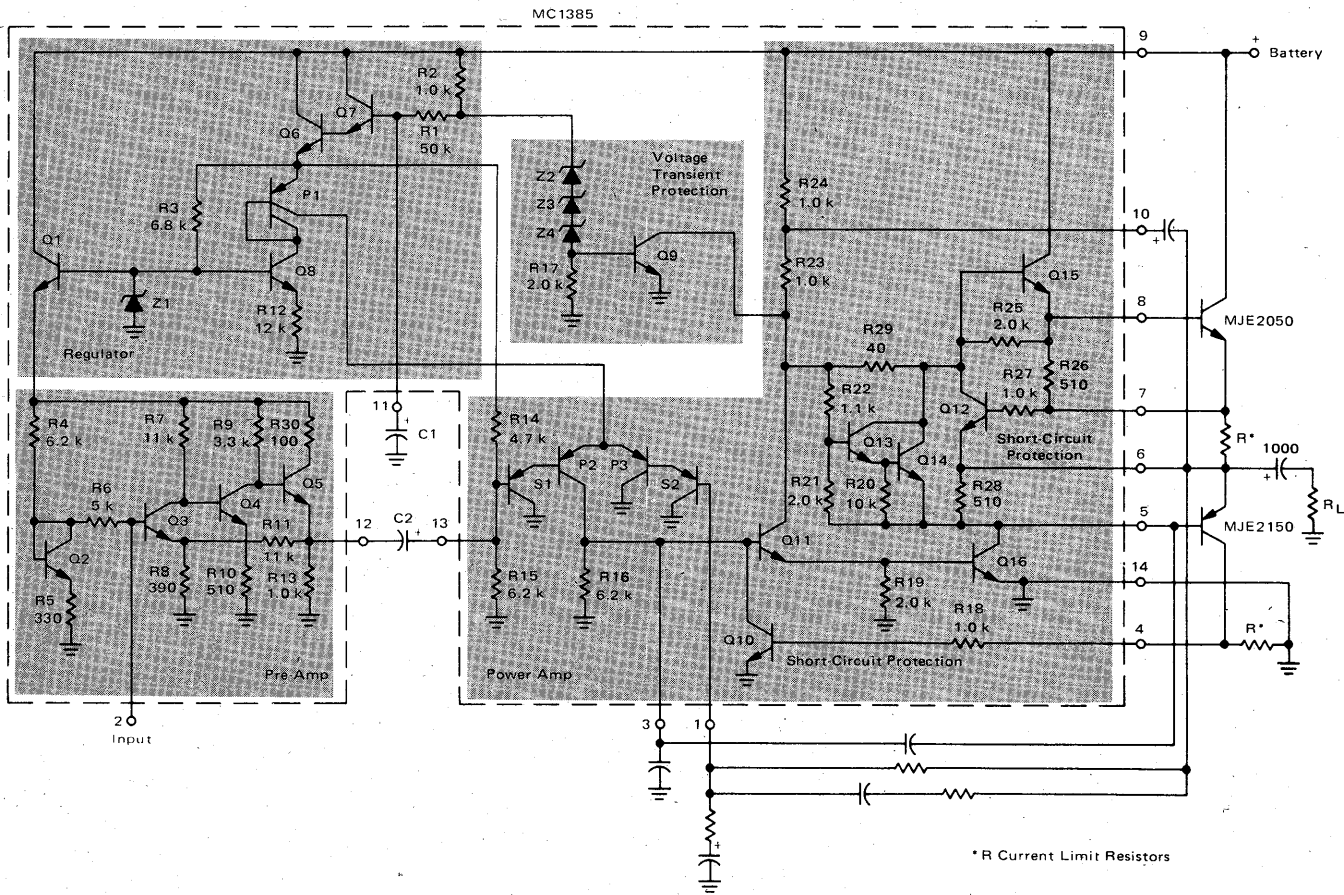 MC1385
9
+
Battery
R2
1.0 k
Q7
Q6
R1
50 k
Voltage
Transient
Protection
Z2
Z3
Z4
P1
R3
6.8 k
R24
1.0 k
10
+
Q1
Q8
R17
2.0 k
Q9
R23
1.0 k
Q15
Z1
R12
12 k
8
R25
2.0 k
MJE2050
Regulator
R29
40
R27
1.0 k
R26
510
11
+
C1
R22
1.1 k
Q12
7
R4
6.2 k
R7
11 k
R9
3.3 k
R30
100
R14
4.7 k
Q13
Short-Circuit
Protection
R*
1000
+
P2
P3
Q14
6
S1
S2
R21
2.0 k
R20
10 k
R28
510
RL
R6
5 k
Q4
Q5
Q3
R11
11 k
12
C2
+
13
5
MJE2150
Q2
Q11
Q16
R8
390
R10
510
R13
1.0 k
R15
6.2 k
R16
6.2 k
R19
2.0 k
14
R5
330
R18
1.0 k
R*
4
Q10
Short-Circuit Protection
Pre-Amp
Power Amp
2
Input
3
1
+
*R Current Limit Resistors